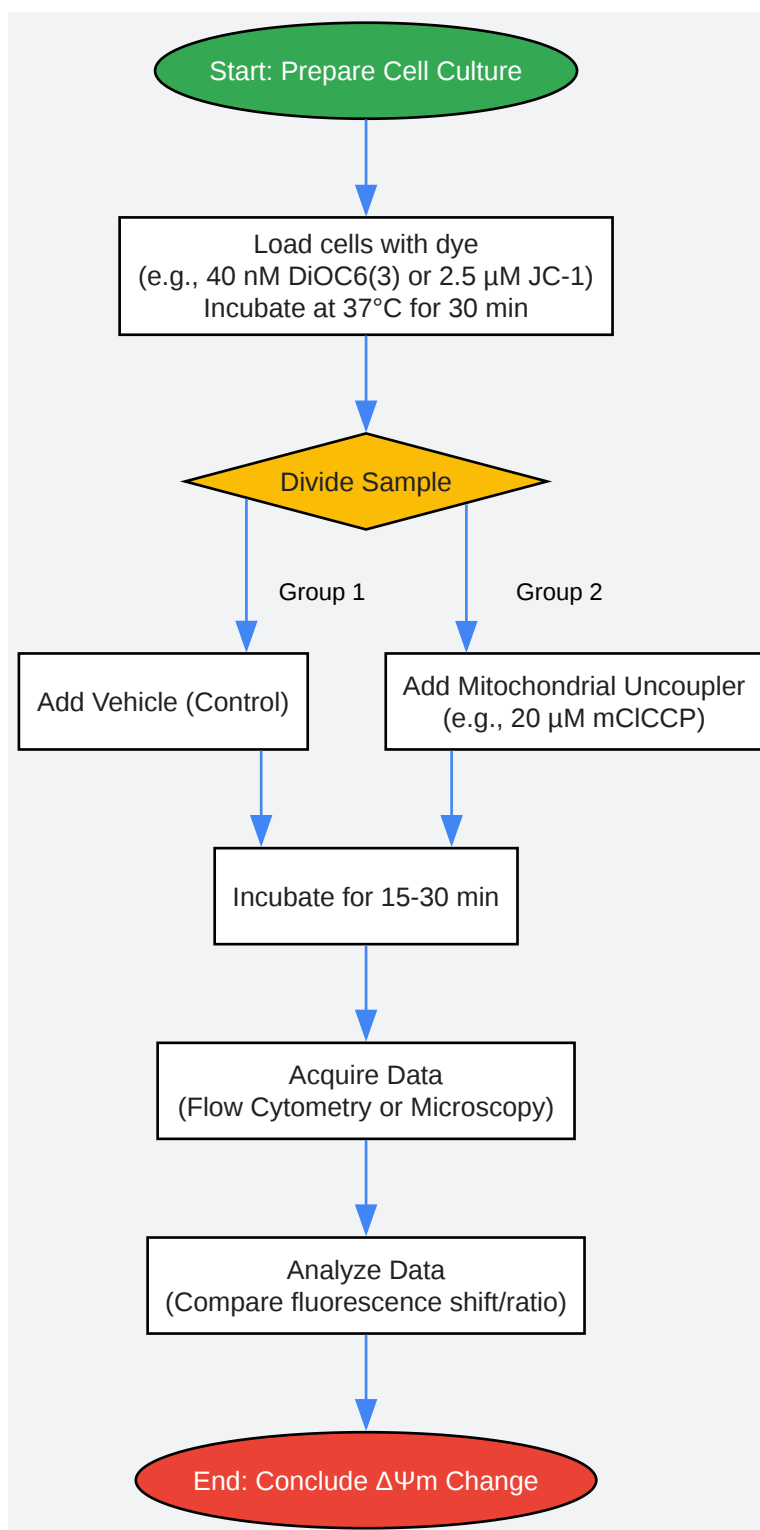 Start: Prepare Cell Culture
Load cells with dye
(e.g., 40 nM DiOC6(3) or 2.5 µM JC-1)
Incubate at 37°C for 30 min
Divide Sample
Group 1
Group 2
Add Vehicle (Control)
Add Mitochondrial Uncoupler
(e.g., 20 µM mClCCP)
Incubate for 15-30 min
Acquire Data
(Flow Cytometry or Microscopy)
Analyze Data
(Compare fluorescence shift/ratio)
End: Conclude ΔΨm Change